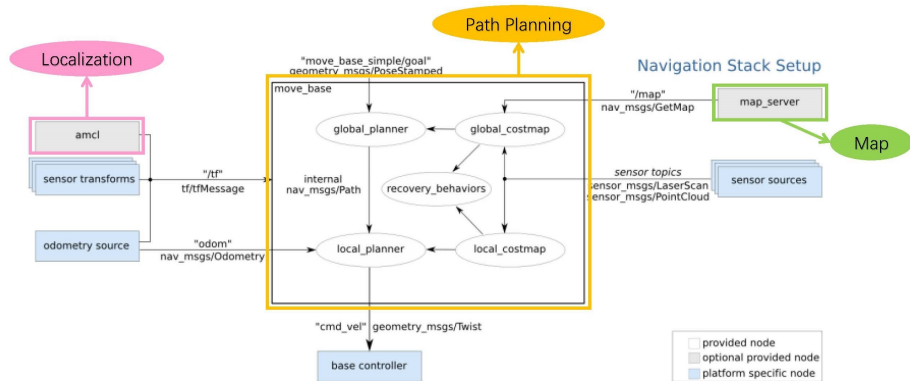 Path Planning
Localization
Navigation Stack Setup
"move_base_simple/goal"
geometry_msgs/PoseStamped
move_base
"/map"
nav_msgs/GetMap
map_server
amcl
global_planner
global_costmap
Map
sensor transforms
"/tf"
tf/tfMessage
internal
nav_msgs/Path
recovery_behaviors
sensor topics
sensor_msgs/LaserScan
sensor_msgs/PointCloud
sensor sources
odometry source
"odom"
nav_msgs/Odometry
local_planner
local_costmap
"cmd_vel" geometry_msgs/Twist
base controller
provided node
optional provided node
platform specific node